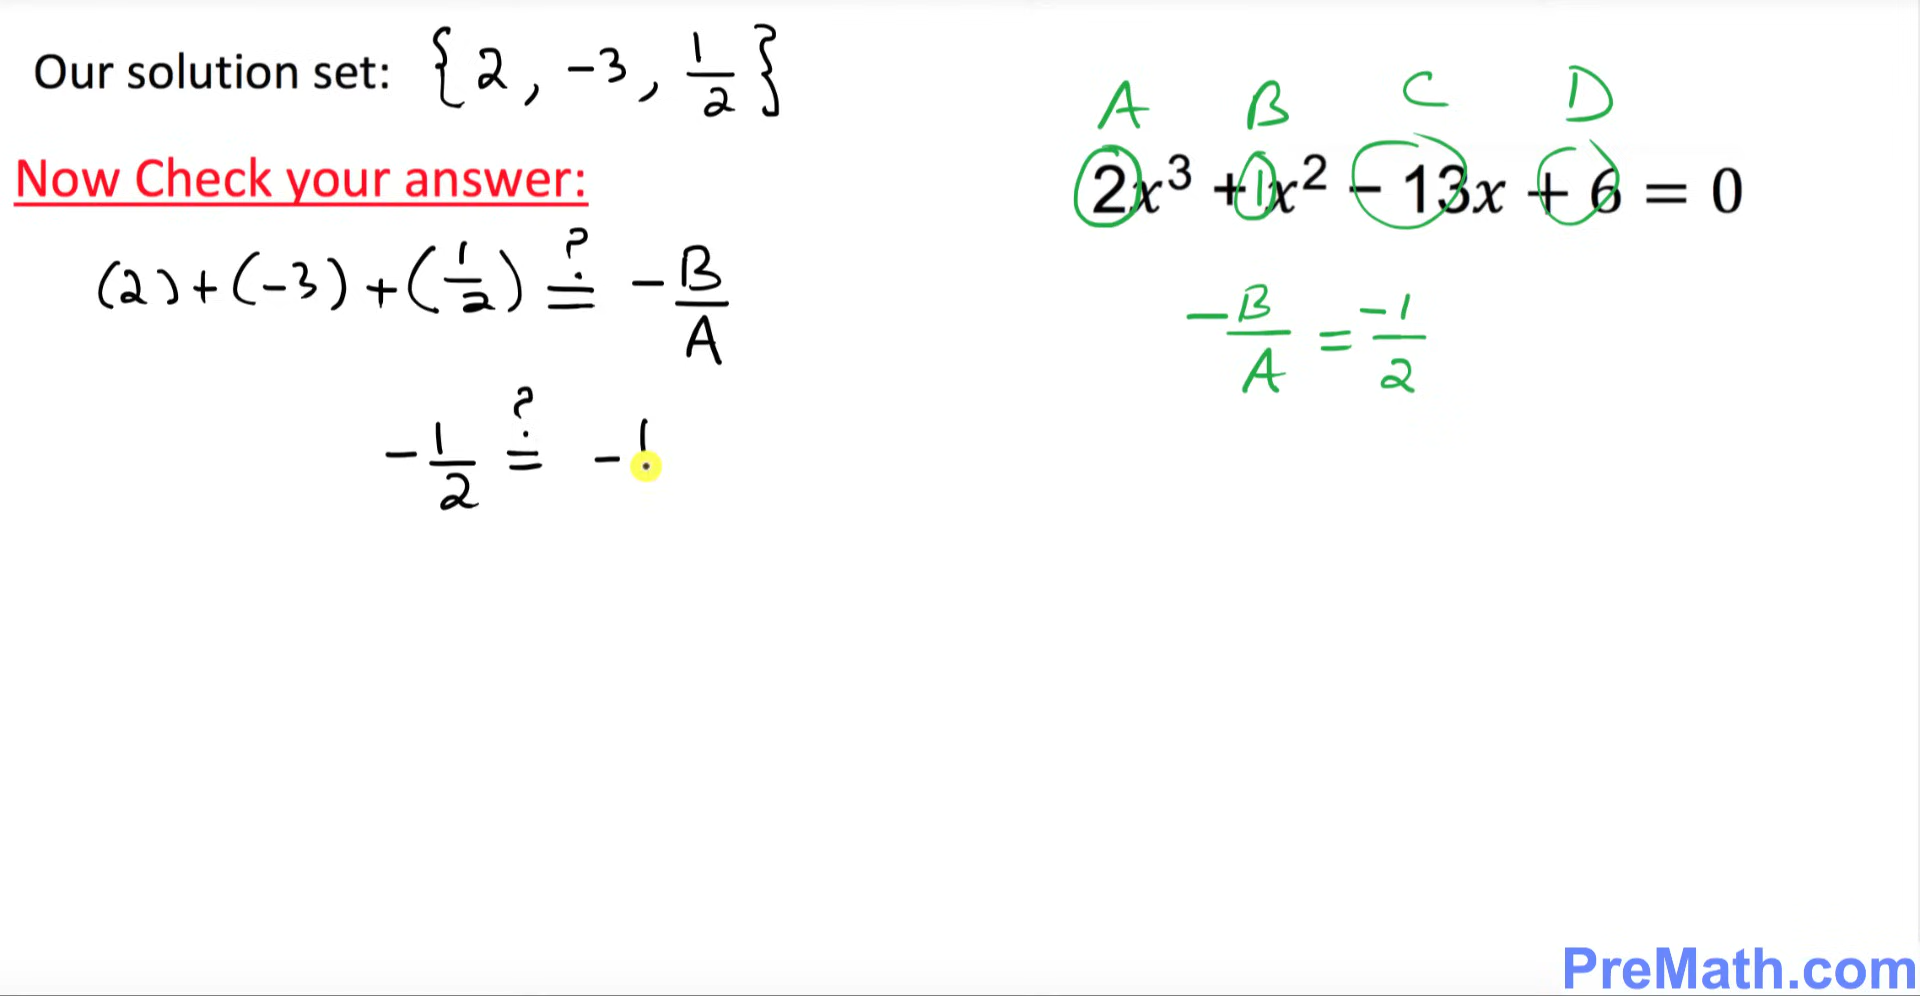 Our solution set: {2, -3, 1/2}
Now Check your answer:
(2) + (-3) + (1/2) ≟ -B/A
-1/2 ≟ -1
A B C D
2x³ + 1x² − 13x + 6 = 0
-B/A = -1/2
PreMath.com